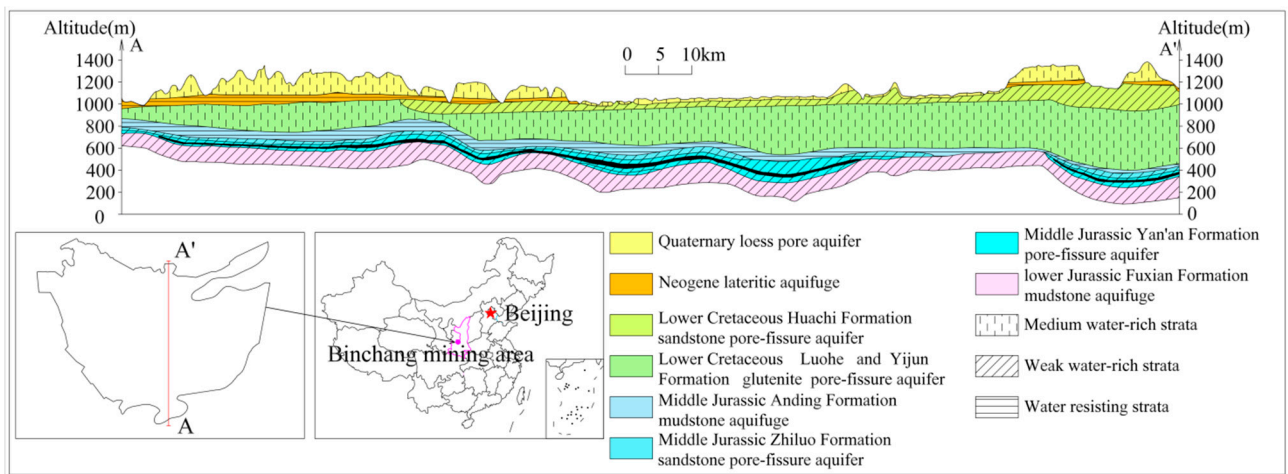 Altitude(m)
A
1400
1200
1000
800
600
400
200
0
0 5 10km
Altitude(m)
A'
1400
1200
1000
800
600
400
200
0
A'
A
Beijing
Binchang mining area
Quaternary loess pore aquifer
Neogene lateritic aquifuge
Lower Cretaceous Huachi Formation
sandstone pore-fissure aquifer
Lower Cretaceous Luohe and Yijun
Formation glutenite pore-fissure aquifer
Middle Jurassic Anding Formation
mudstone aquifuge
Middle Jurassic Zhiluo Formation
sandstone pore-fissure aquifer
Middle Jurassic Yan'an Formation
pore-fissure aquifer
lower Jurassic Fuxian Formation
mudstone aquifuge
Medium water-rich strata
Weak water-rich strata
Water resisting strata